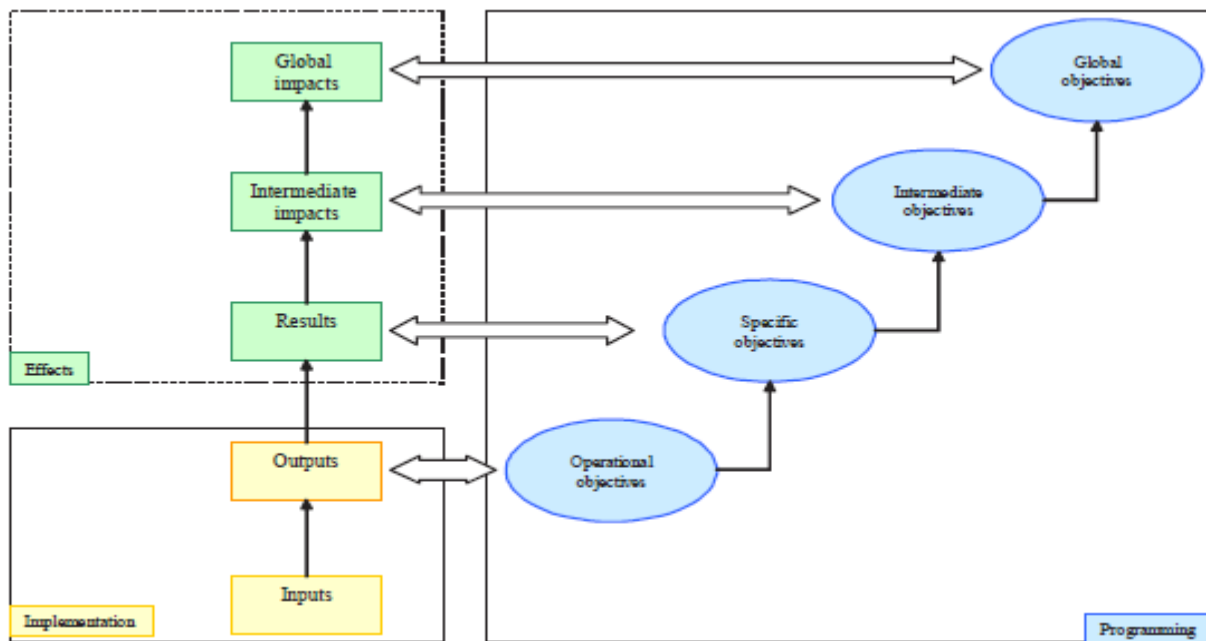 Global
impacts
Global
objectives
Intermediate
impacts
Intermediate
objectives
Results
Specific
objectives
Effects
Outputs
Operational
objectives
Inputs
Implementation
Programming